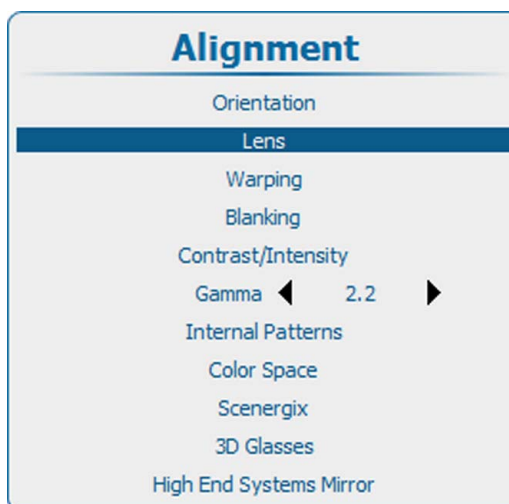 Alignment
Orientation
Lens
Warping
Blanking
Contrast/Intensity
Gamma 2.2
Internal Patterns
Color Space
Scenergix
3D Glasses
High End Systems Mirror